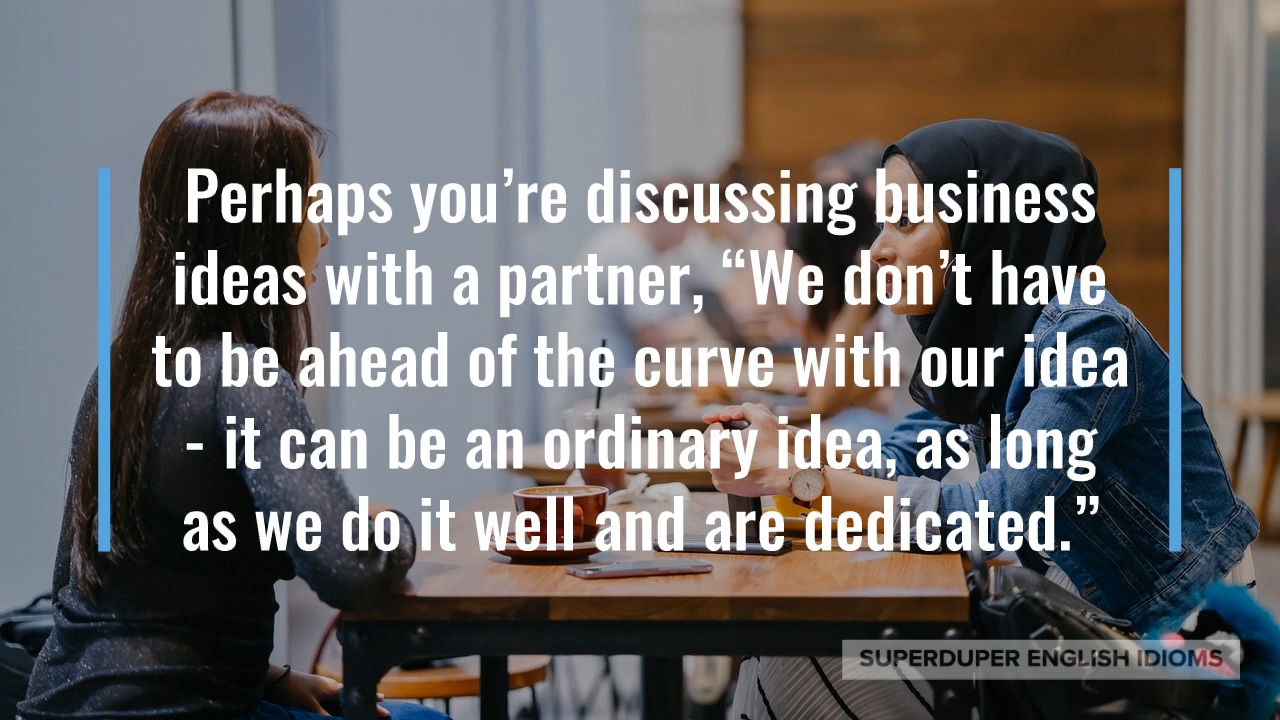 Perhaps you’re discussing business
ideas with a partner, “We don’t have
to be ahead of the curve with our idea
- it can be an ordinary idea, as long
as we do it well and are dedicated.”
SUPERDUPER ENGLISH IDIOMS